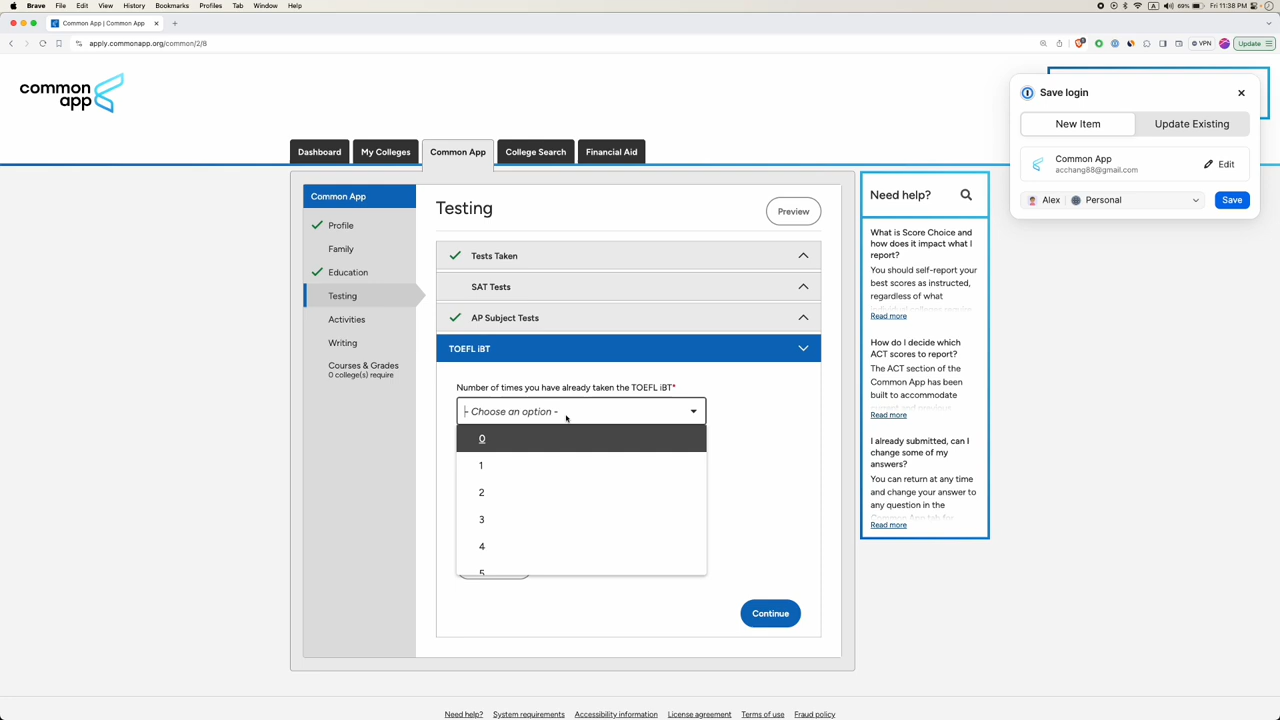 Brave File Edit View History Bookmarks Profiles Tab Window Help
A 69% Fri 11:38 PM
Common App | Common App
apply.commonapp.org/common/2/8
VPN
Update
common
app
Save login
New Item Update Existing
Common App
acchang88@gmail.com
Edit
Alex Personal
Save
Dashboard My Colleges Common App College Search Financial Aid
Common App
Profile
Family
Education
Testing
Activities
Writing
Courses & Grades
0 college(s) require
Testing
Preview
Tests Taken
SAT Tests
AP Subject Tests
TOEFL iBT
Number of times you have already taken the TOEFL iBT*
- Choose an option -
0
1
2
3
4
5
Continue
Need help?
What is Score Choice and
how does it impact what I
report?
You should self-report your
best scores as instructed,
regardless of what
Read more
How do I decide which
ACT scores to report?
The ACT section of the
Common App has been
built to accommodate
Read more
I already submitted, can I
change some of my
answers?
You can return at any time
and change your answer to
any question in the
Read more
Need help? System requirements Accessibility information License agreement Terms of use Fraud policy